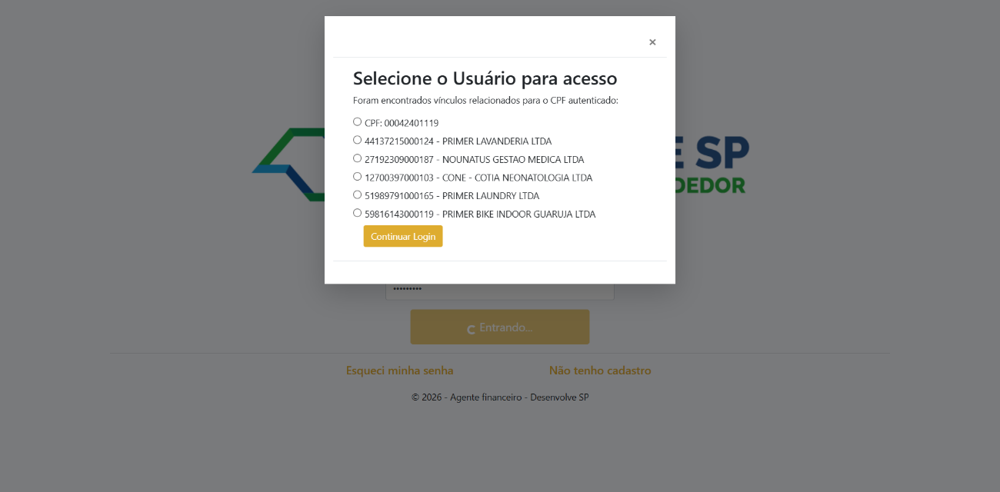 ×
Selecione o Usuário para acesso
Foram encontrados vínculos relacionados para o CPF autenticado:
CPF: 00042401119
44137215000124 - PRIMER LAVANDERIA LTDA
27192309000187 - NOUNATUS GESTAO MEDICA LTDA
12700397000103 - CONE - COTIA NEONATOLOGIA LTDA
51989791000165 - PRIMER LAUNDRY LTDA
59816143000119 - PRIMER BIKE INDOOR GUARUJA LTDA
Continuar Login
E SP
DEDOR
•••••••••
Entrando...
Esqueci minha senha
Não tenho cadastro
© 2026 - Agente financeiro - Desenvolve SP